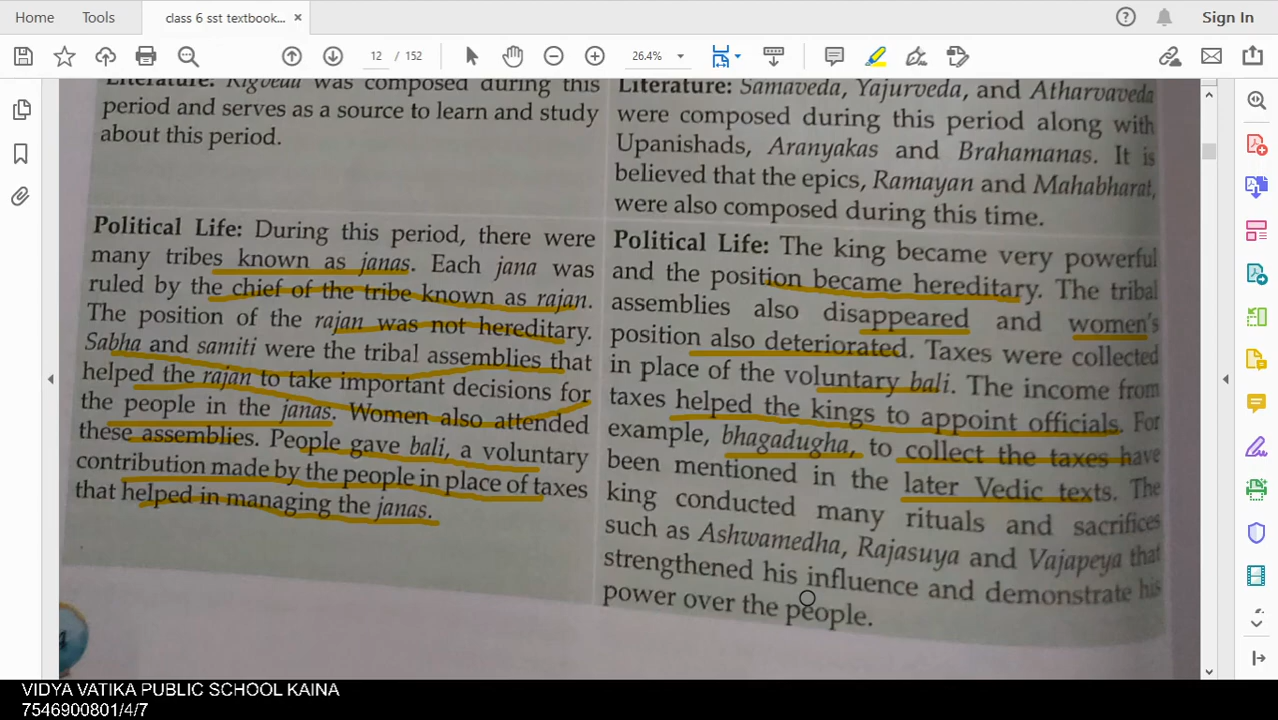 Home
Tools
class 6 sst textbook...
Sign In
12 / 152
26.4%
Literature: Rigveda was composed during this
period and serves as a source to learn and study
about this period.
Political Life: During this period, there were
many tribes known as janas. Each jana was
ruled by the chief of the tribe known as rajan.
The position of the rajan was not hereditary.
Sabha and samiti were the tribal assemblies that
helped the rajan to take important decisions for
the people in the janas. Women also attended
these assemblies. People gave bali, a voluntary
contribution made by the people in place of taxes
that helped in managing the janas.
Literature: Samaveda, Yajurveda, and Atharvaveda
were composed during this period along with
Upanishads, Aranyakas and Brahamanas. It is
believed that the epics, Ramayan and Mahabharat,
were also composed during this time.
Political Life: The king became very powerful
and the position became hereditary. The tribal
assemblies also disappeared and women's
position also deteriorated. Taxes were collected
in place of the voluntary bali. The income from
taxes helped the kings to appoint officials. For
example, bhagadugha, to collect the taxes have
been mentioned in the later Vedic texts. The
king conducted many rituals and sacrifices
such as Ashwamedha, Rajasuya and Vajapeya that
strengthened his influence and demonstrate his
power over the people.
VIDYA VATIKA PUBLIC SCHOOL KAINA
7546900801/4/7